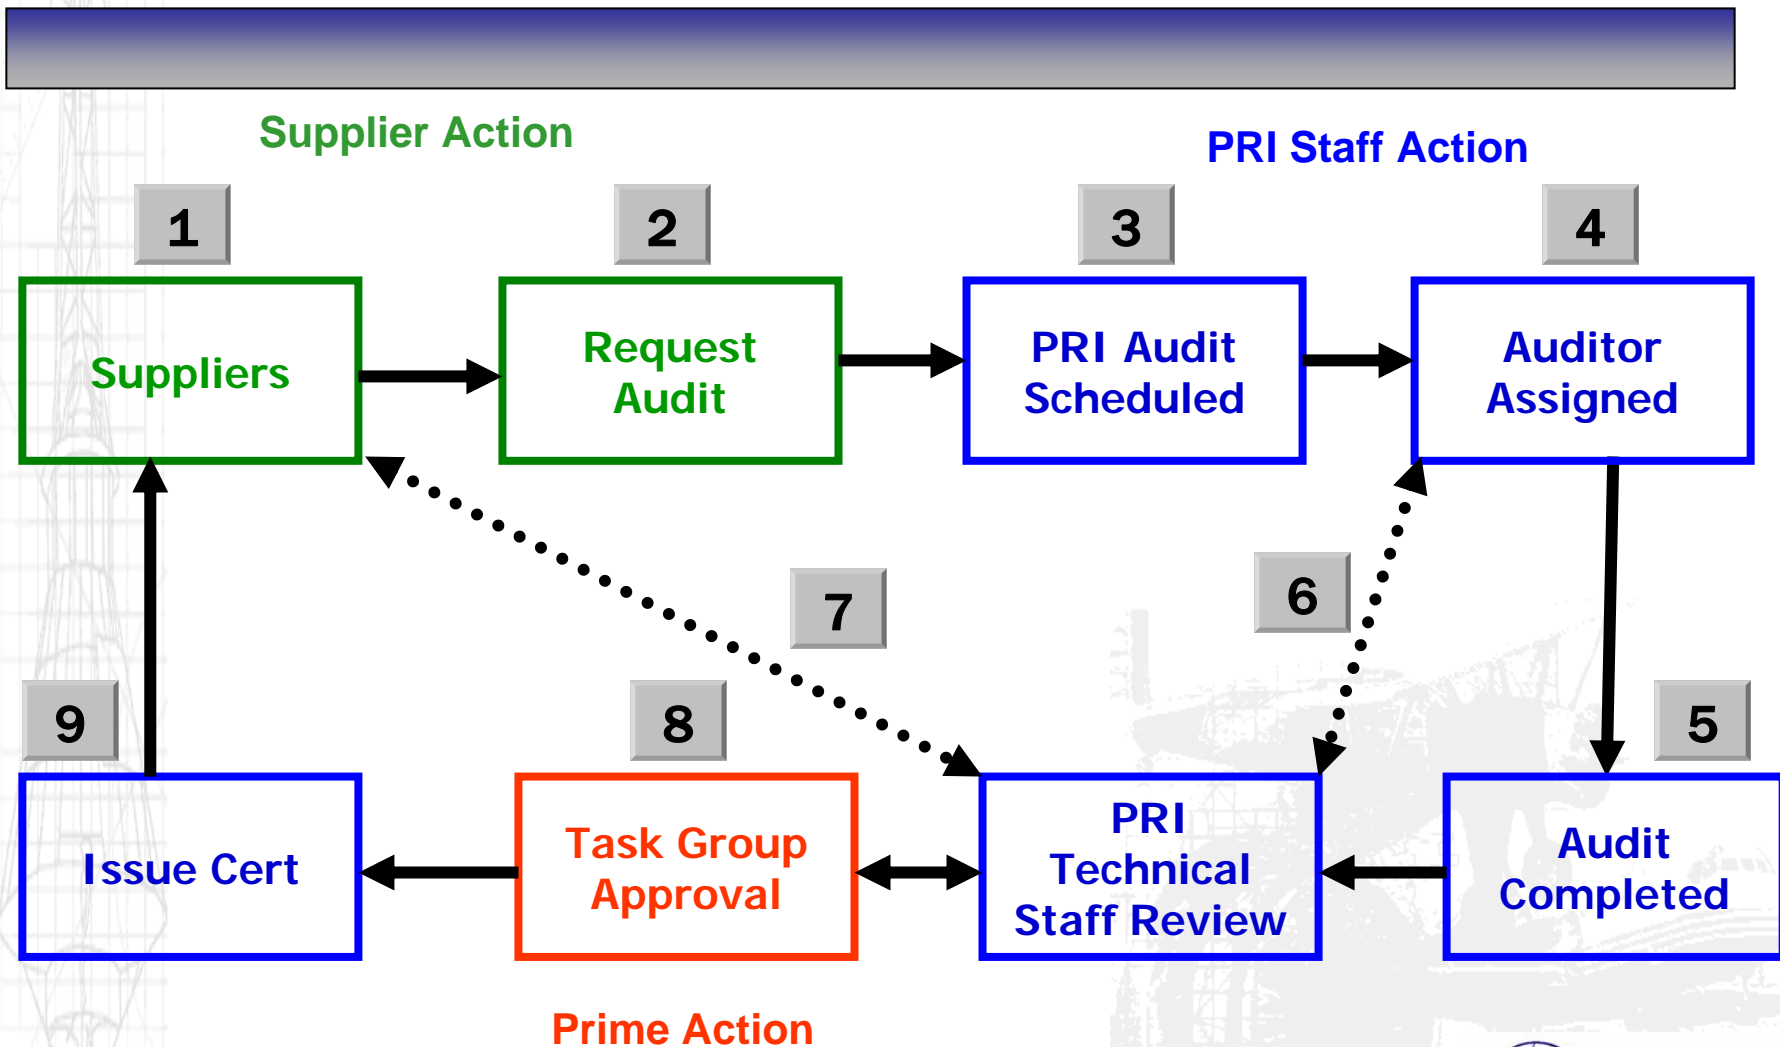 Supplier Action
PRI Staff Action
1
2
3
4
Suppliers
Request
Audit
PRI Audit
Scheduled
Auditor
Assigned
7
6
9
8
5
Issue Cert
Task Group
Approval
PRI
Technical
Staff Review
Audit
Completed
Prime Action